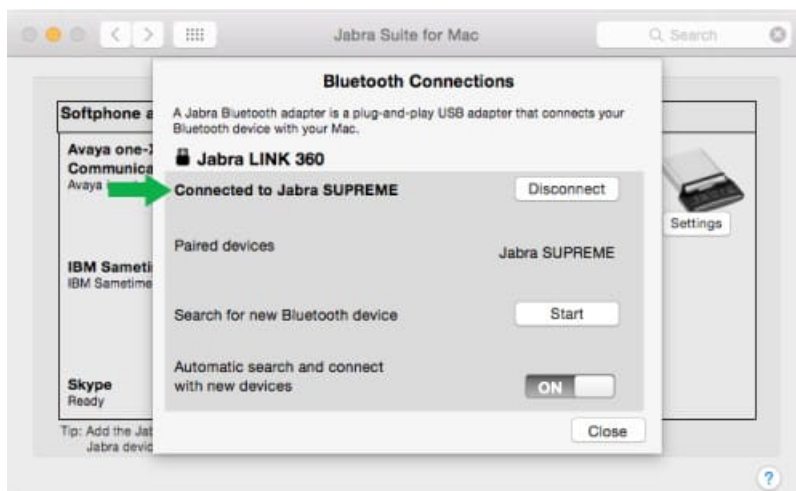 Jabra Suite for Mac
Search
Bluetooth Connections
A Jabra Bluetooth adapter is a plug-and-play USB adapter that connects your
Bluetooth device with your Mac.
Jabra LINK 360
Connected to Jabra SUPREME
Disconnect
Paired devices
Jabra SUPREME
Search for new Bluetooth device
Start
Automatic search and connect
with new devices
ON
Close
Softphone a
Avaya one-
Communica
Avaya
IBM Sameti
IBM Sametime
Skype
Ready
Settings
Tip: Add the Jab
Jabra devic
?